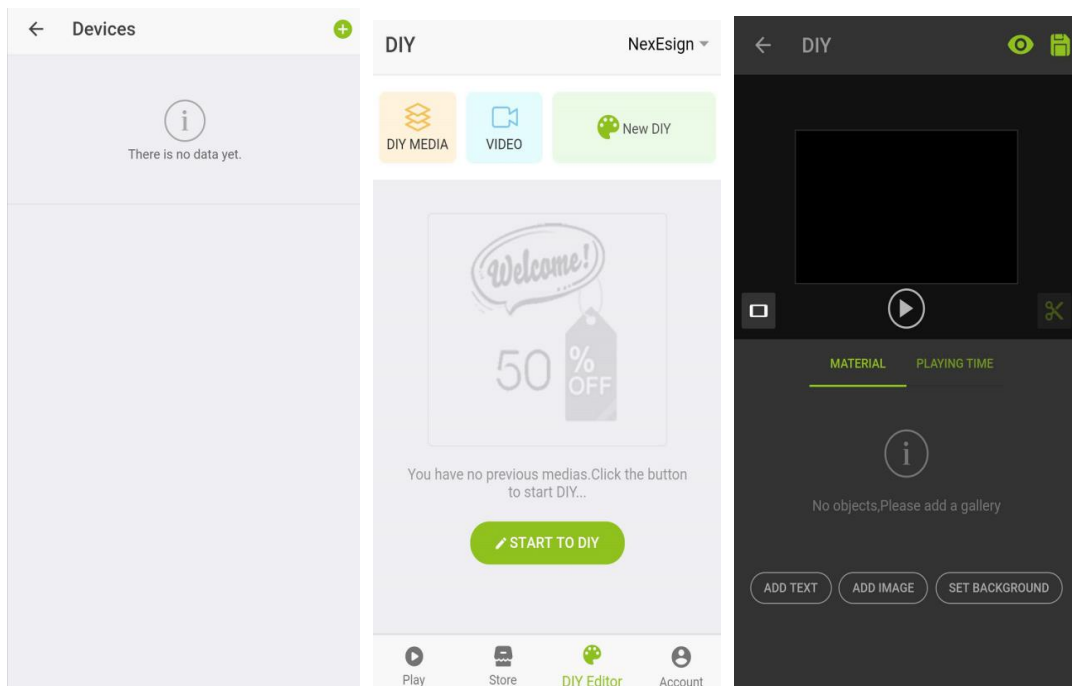 Devices
There is no data yet.
DIY
NexEsign
DIY MEDIA
VIDEO
New DIY
Welcome!
50 % OFF
You have no previous medias.Click the button
to start DIY...
START TO DIY
Play
Store
DIY Editor
Account
DIY
MATERIAL
PLAYING TIME
No objects,Please add a gallery
ADD TEXT
ADD IMAGE
SET BACKGROUND